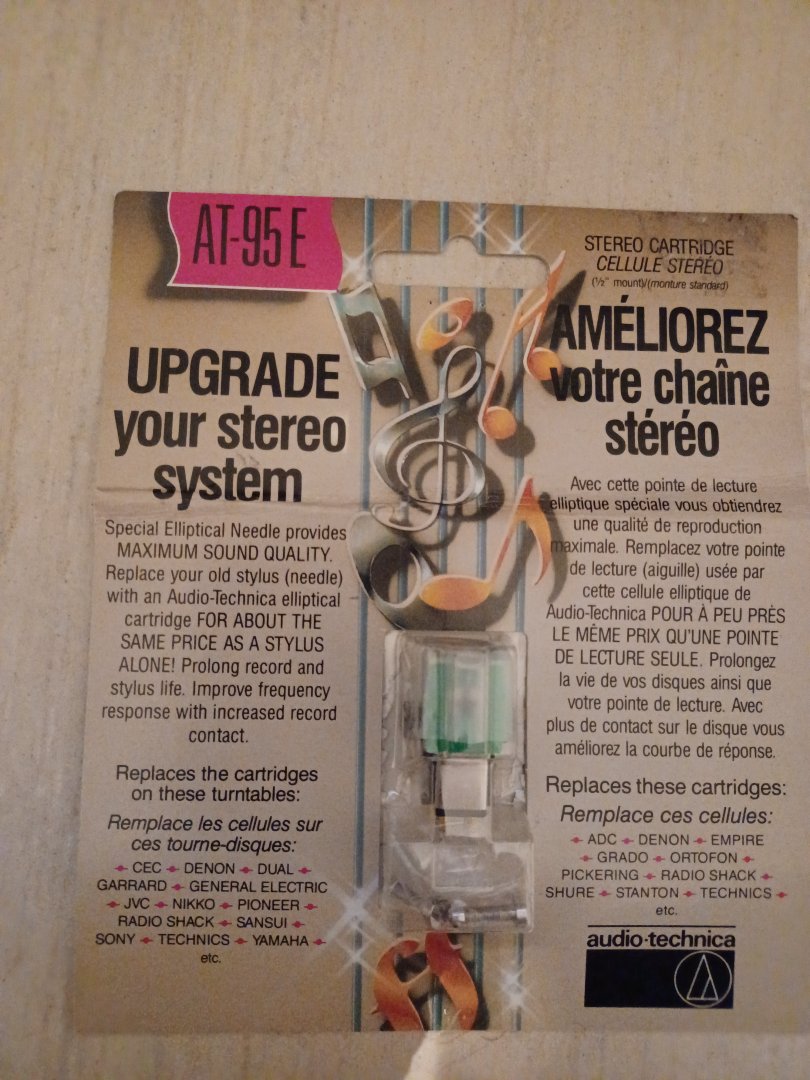 AT-95 E
UPGRADE
your stereo
system
Special Elliptical Needle provides
MAXIMUM SOUND QUALITY.
Replace your old stylus (needle)
with an Audio-Technica elliptical
cartridge FOR ABOUT THE
SAME PRICE AS A STYLUS
ALONE! Prolong record and
stylus life. Improve frequency
response with increased record
contact.
Replaces the cartridges
on these turntables:
Remplace les cellules sur
ces tourne-disques:
CEC DENON DUAL
GARRARD GENERAL ELECTRIC
JVC NIKKO PIONEER
RADIO SHACK SANSUI
SONY TECHNICS YAMAHA
etc.
STEREO CARTRIDGE
CELLULE STERÉO
(½" mount)/(monture standard)
AMÉLIOREZ
votre chaîne
stéréo
Avec cette pointe de lecture
elliptique spéciale vous obtiendrez
une qualité de reproduction
maximale. Remplacez votre pointe
de lecture (aiguille) usée par
cette cellule elliptique de
Audio-Technica POUR À PEU PRÈS
LE MÊME PRIX QU'UNE POINTE
DE LECTURE SEULE. Prolongez
la vie de vos disques ainsi que
votre pointe de lecture. Avec
plus de contact sur le disque vous
améliorez la courbe de réponse.
Replaces these cartridges:
Remplace ces cellules:
ADC DENON EMPIRE
GRADO ORTOFON
PICKERING RADIO SHACK
SHURE STANTON TECHNICS
etc.
audio-technica